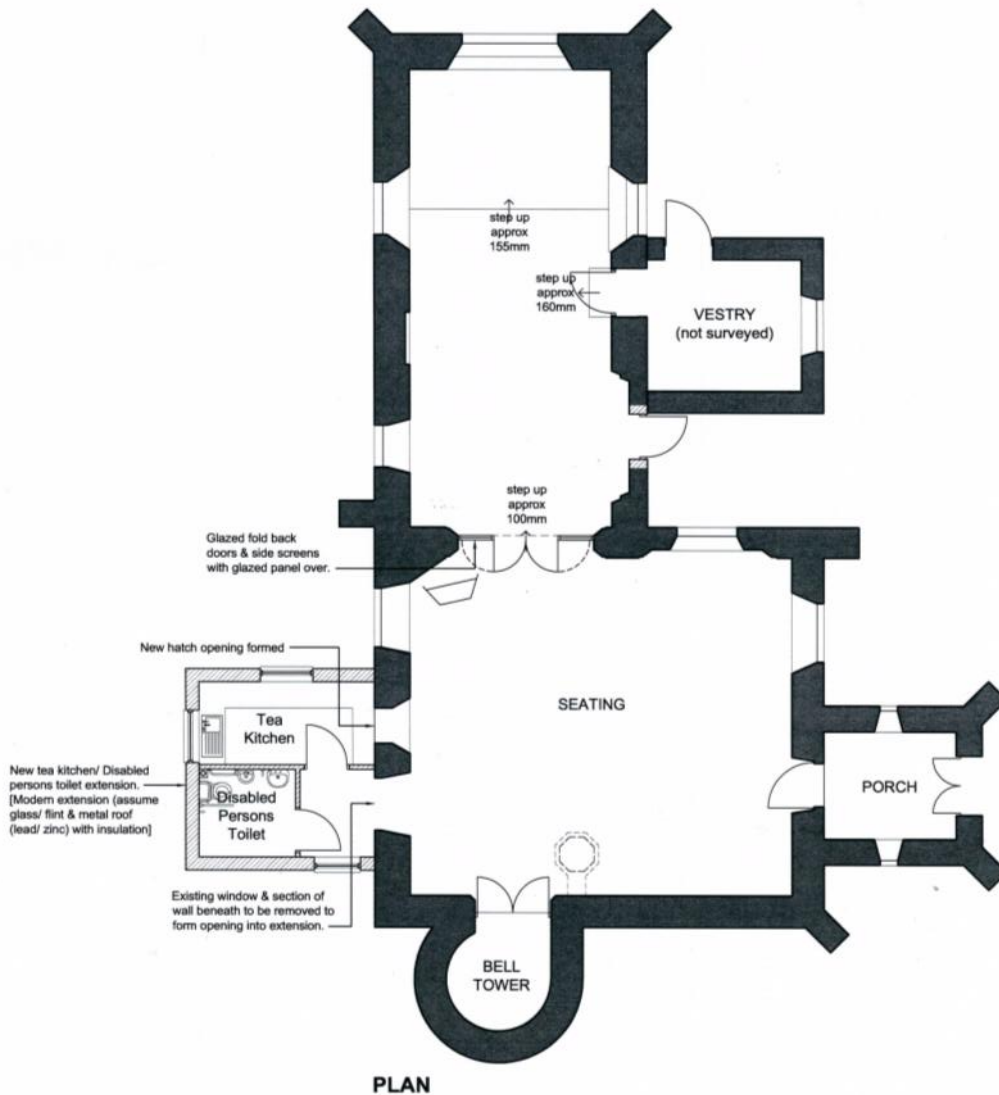 step up
approx
155mm
step up
approx
160mm
VESTRY
(not surveyed)
step up
approx
100mm
Glazed fold back
doors & side screens
with glazed panel over.
New hatch opening formed
SEATING
Tea
Kitchen
New tea kitchen/ Disabled
persons toilet extension.
[Modern extension (assume
glass/ flint & metal roof
(lead/ zinc) with insulation]
Disabled
Persons
Toilet
PORCH
Existing window & section of
wall beneath to be removed to
form opening into extension.
BELL
TOWER
PLAN